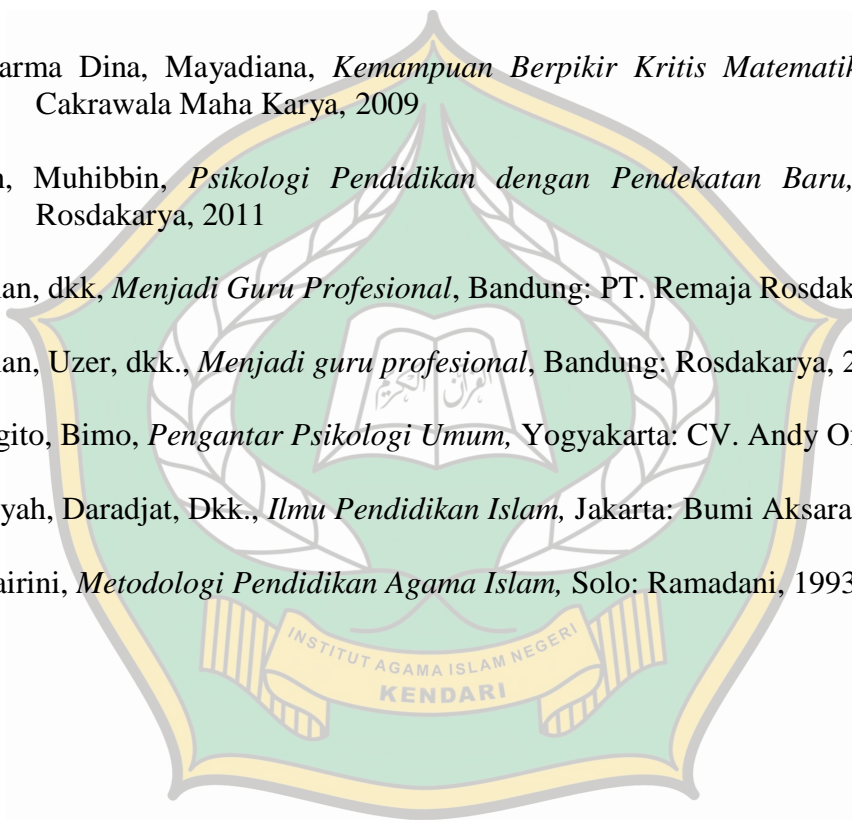 arma Dina, Mayadiana, Kemampuan Berpikir Kritis Matematik
Cakrawala Maha Karya, 2009
n, Muhibbin, Psikologi Pendidikan dengan Pendekatan Baru,
Rosdakarya, 2011
an, dkk, Menjadi Guru Profesional, Bandung: PT. Remaja Rosdak
an, Uzer, dkk., Menjadi guru profesional, Bandung: Rosdakarya, 2
gito, Bimo, Pengantar Psikologi Umum, Yogyakarta: CV. Andy Of
yah, Daradjat, Dkk., Ilmu Pendidikan Islam, Jakarta: Bumi Aksara
airini, Metodologi Pendidikan Agama Islam, Solo: Ramadani, 1993
القرآن الكريم
INSTITUT AGAMA ISLAM NEGERI
KENDARI